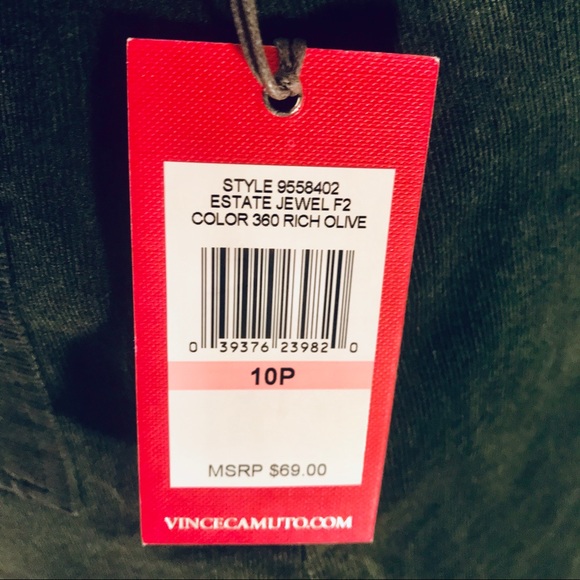 STYLE 9558402
ESTATE JEWEL F2
COLOR 360 RICH OLIVE
0 39376 23982 0
10P
MSRP $69.00
VINCECAMUTO.COM